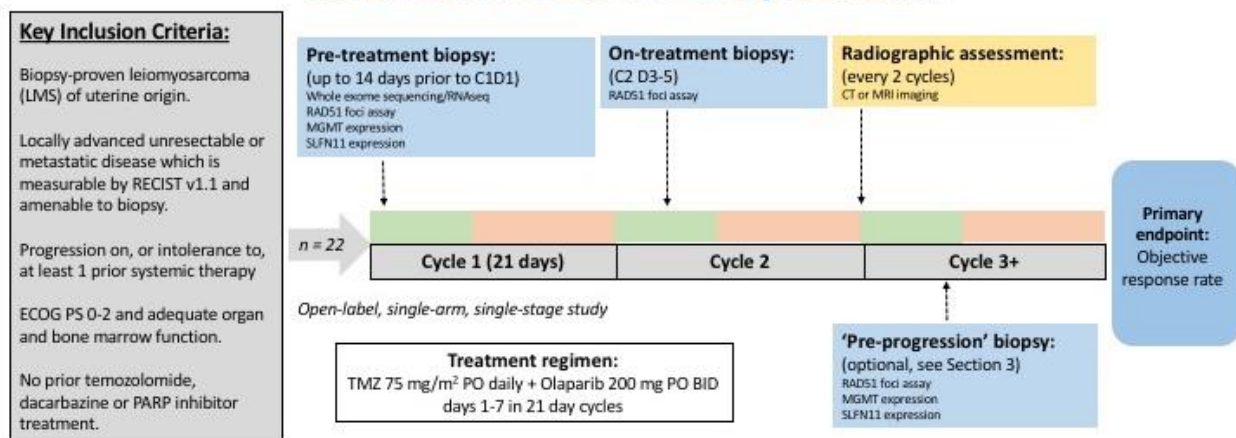 Key Inclusion Criteria:
Biopsy-proven leiomyosarcoma
(LMS) of uterine origin.
Locally advanced unresectable or
metastatic disease which is
measurable by RECIST v1.1 and
amenable to biopsy.
Progression on, or intolerance to,
at least 1 prior systemic therapy
ECOG PS 0-2 and adequate organ
and bone marrow function.
No prior temozolomide,
dacarbazine or PARP inhibitor
treatment.
Pre-treatment biopsy:
(up to 14 days prior to C1D1)
Whole exome sequencing/RNAseq
RAD51 foci assay
MGMT expression
SLFN11 expression
On-treatment biopsy:
(C2 D3-5)
RAD51 foci assay
Radiographic assessment:
(every 2 cycles)
CT or MRI imaging
n = 22
Cycle 1 (21 days)
Cycle 2
Cycle 3+
Open-label, single-arm, single-stage study
Treatment regimen:
TMZ 75 mg/m² PO daily + Olaparib 200 mg PO BID
days 1-7 in 21 day cycles
'Pre-progression' biopsy:
(optional, see Section 3)
RAD51 foci assay
MGMT expression
SLFN11 expression
Primary
endpoint:
Objective
response rate